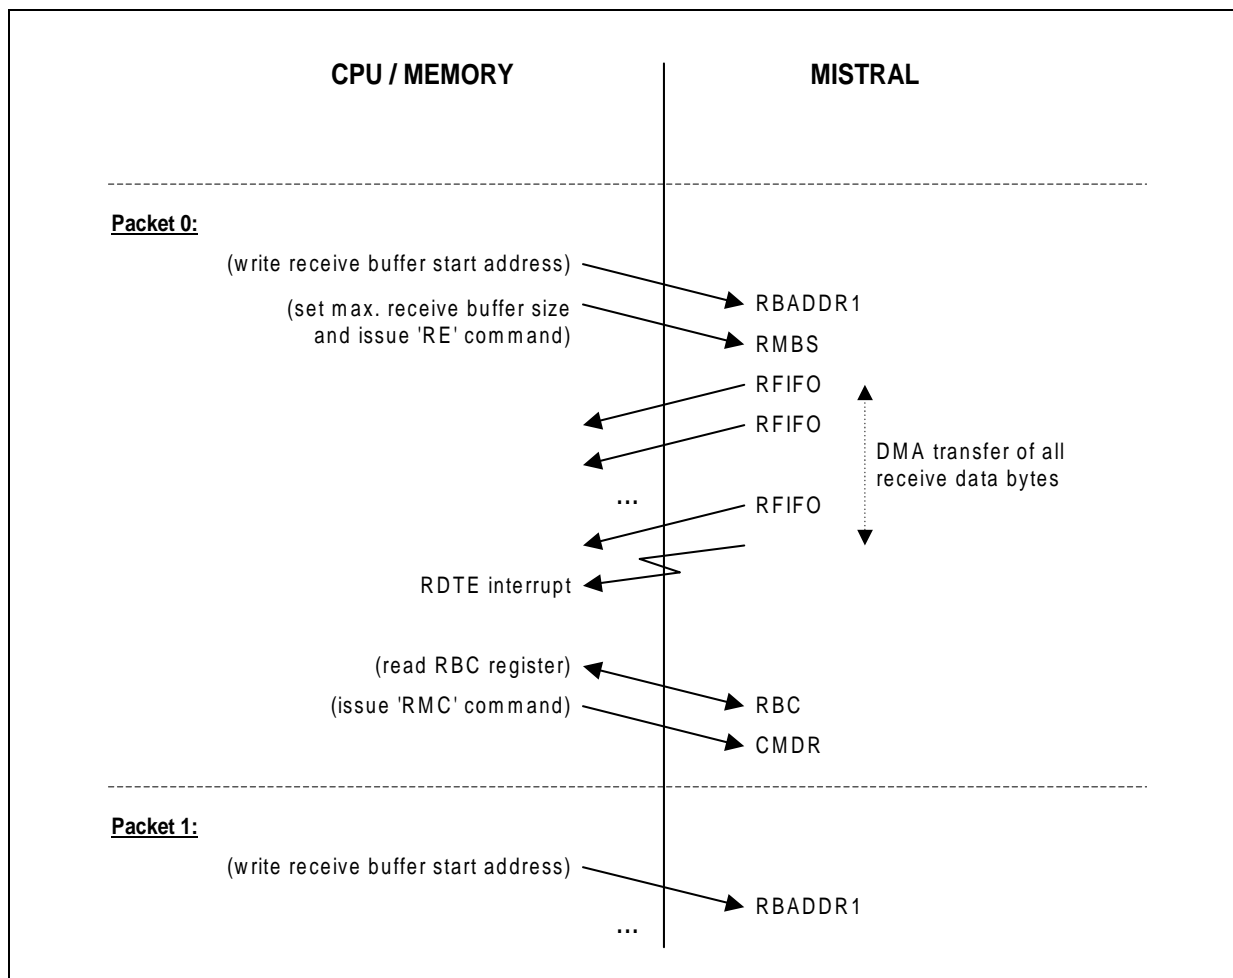 CPU / MEMORY
MISTRAL
Packet 0:
(write receive buffer start address)
RBADDR1
(set max. receive buffer size
and issue 'RE' command)
RMBS
RFIFO
RFIFO
DMA transfer of all
receive data bytes
...
RFIFO
RDTE interrupt
(read RBC register)
RBC
(issue 'RMC' command)
CMDR
Packet 1:
(write receive buffer start address)
RBADDR1
...